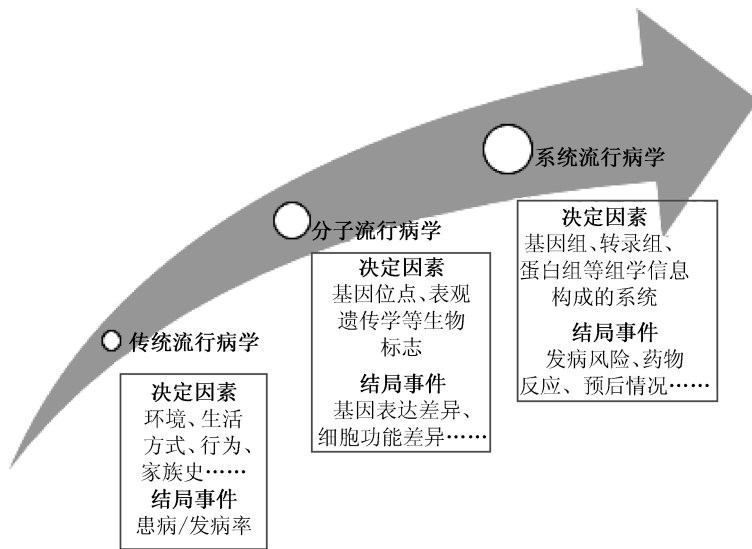 传统流行病学
决定因素
环境、生活
方式、行为、
家族史……
结局事件
患病/发病率
分子流行病学
决定因素
基因位点、表观
遗传学等生物
标志
结局事件
基因表达差异、
细胞功能差异……
系统流行病学
决定因素
基因组、转录组、
蛋白组等组学信息
构成的系统
结局事件
发病风险、药物
反应、预后情况……